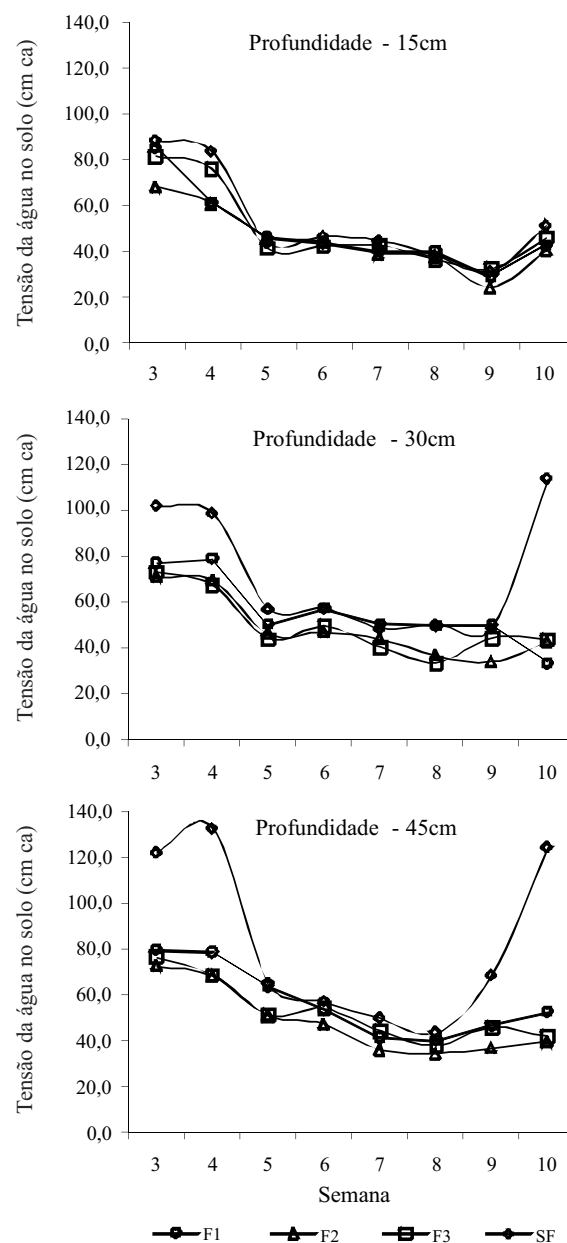 Profundidade - 15cm
Tensão da água no solo (cm ca)
140,0
120,0
100,0
80,0
60,0
40,0
20,0
0,0
3 4 5 6 7 8 9 10
Profundidade - 30cm
Tensão da água no solo (cm ca)
140,0
120,0
100,0
80,0
60,0
40,0
20,0
0,0
3 4 5 6 7 8 9 10
Profundidade - 45cm
Tensão da água no solo (cm ca)
140,0
120,0
100,0
80,0
60,0
40,0
20,0
0,0
3 4 5 6 7 8 9 10
Semana
F1 F2 F3 SF